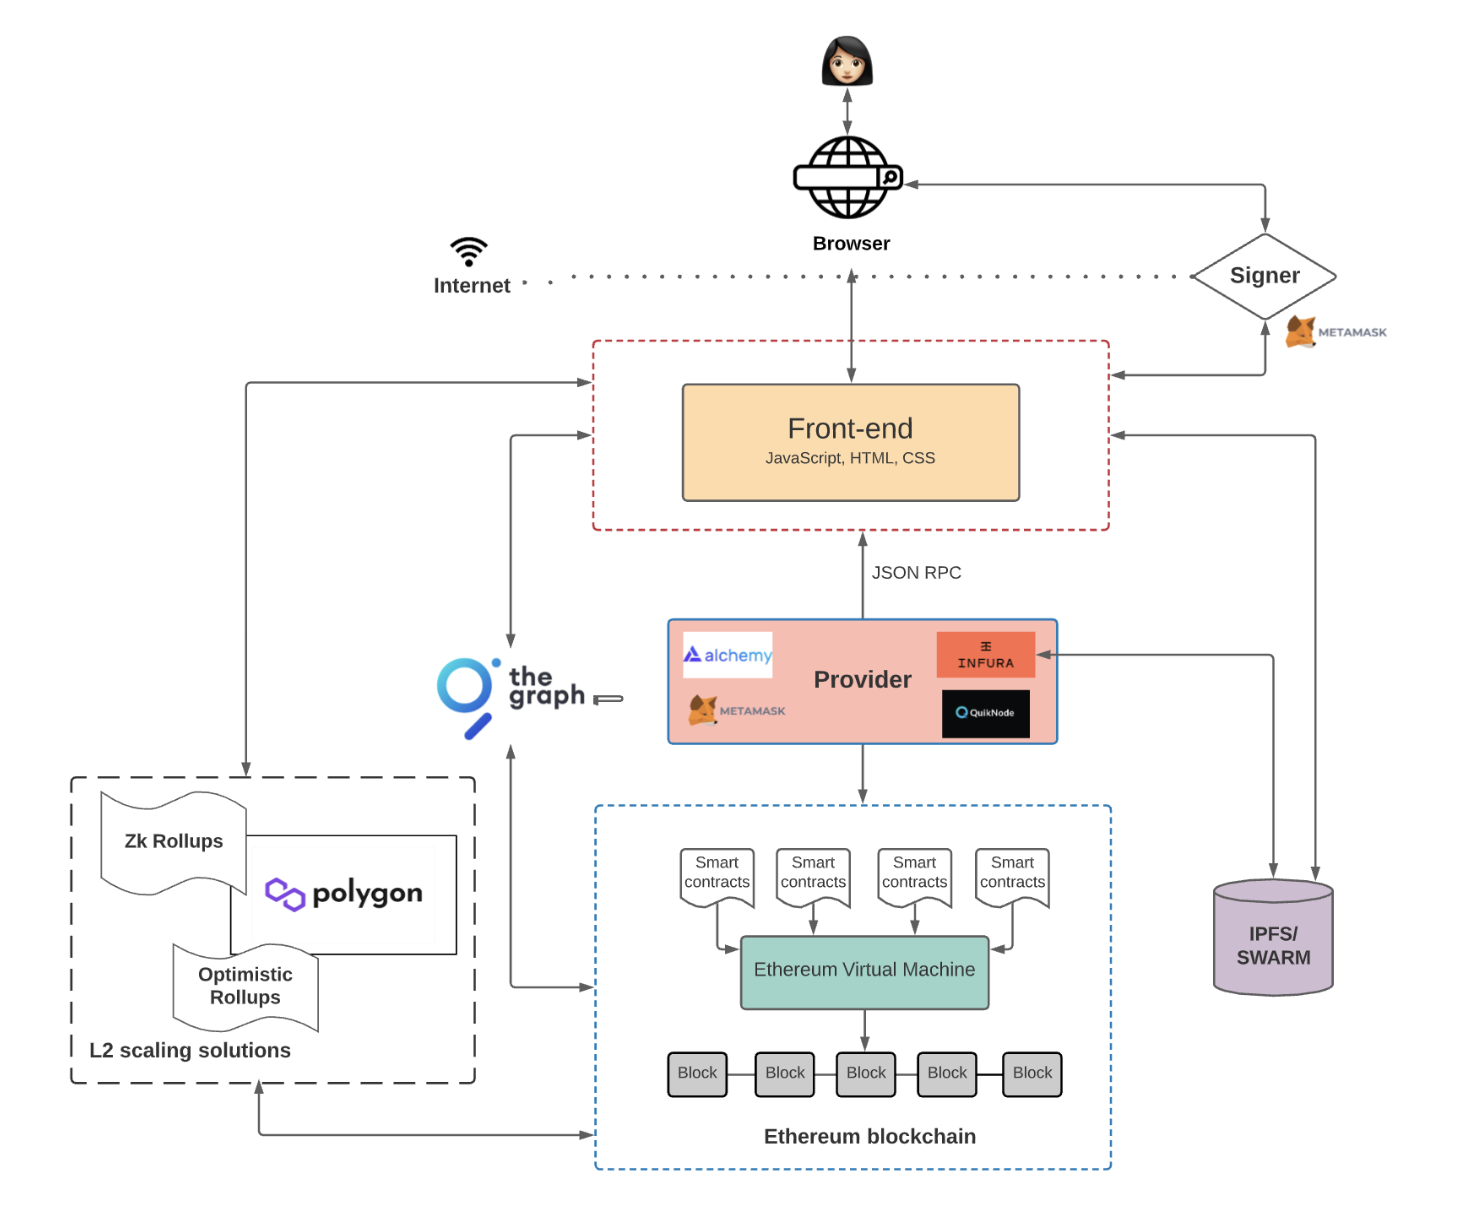 Browser
Internet
Signer
METAMASK
Front-end
JavaScript, HTML, CSS
JSON RPC
alchemy
INFURA
Provider
METAMASK
QuikNode
the
graph
Zk Rollups
polygon
Optimistic
Rollups
L2 scaling solutions
Smart
contracts
Smart
contracts
Smart
contracts
Smart
contracts
Ethereum Virtual Machine
Block
Block
Block
Block
Block
Ethereum blockchain
IPFS/
SWARM